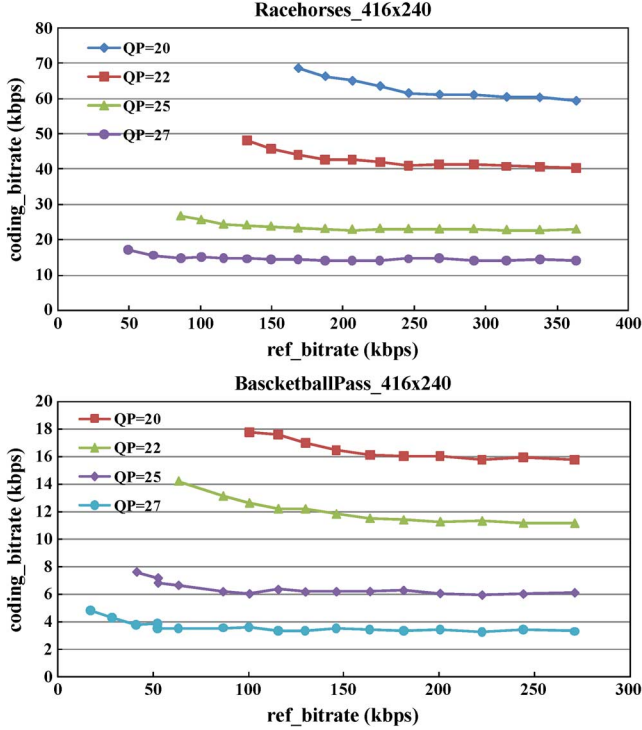 Racehorses_416x240
coding_bitrate (kbps)
80
70
60
50
40
30
20
10
0
QP=20
QP=22
QP=25
QP=27
0 50 100 150 200 250 300 350 400
ref_bitrate (kbps)
BascketballPass_416x240
coding_bitrate (kbps)
20
18
16
14
12
10
8
6
4
2
0
QP=20
QP=22
QP=25
QP=27
0 50 100 150 200 250 300
ref_bitrate (kbps)